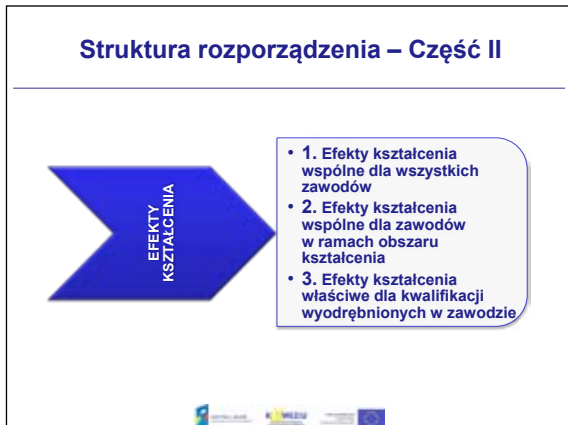 Struktura rozporządzenia – Część II
EFEKTY
KSZTAŁCENIA
• 1. Efekty kształcenia
wspólne dla wszystkich
zawodów
• 2. Efekty kształcenia
wspólne dla zawodów
w ramach obszaru
kształcenia
• 3. Efekty kształcenia
właściwe dla kwalifikacji
wyodrębnionych w zawodzie